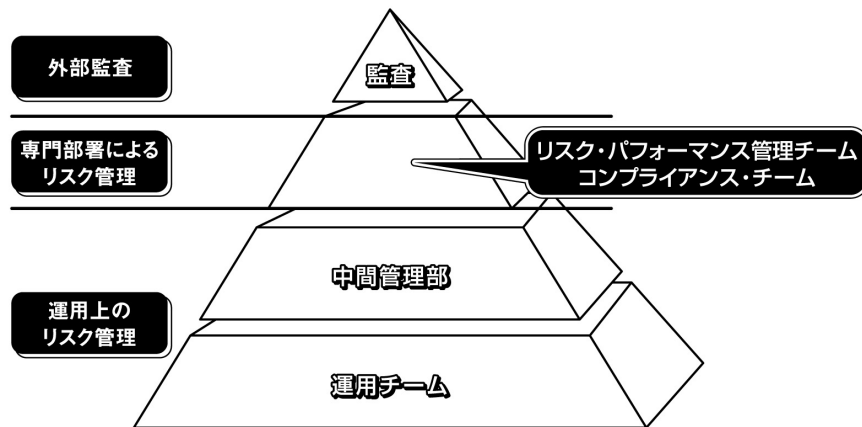 外部監査
監査
専門部署による
リスク管理
リスク・パフォーマンス管理チーム
コンプライアンス・チーム
中間管理部
運用上の
リスク管理
運用チーム